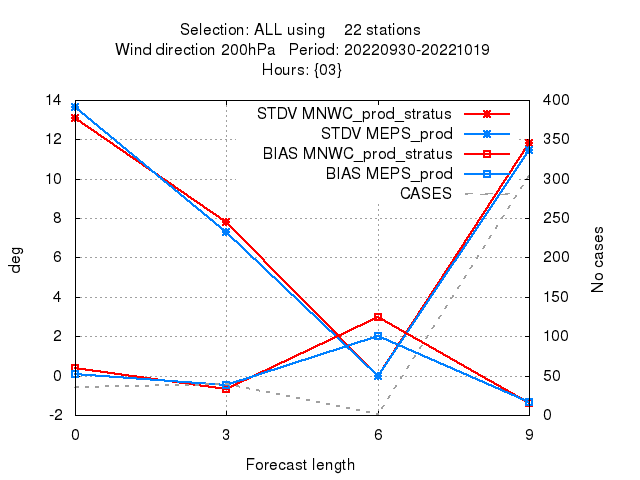 Selection: ALL using    22 stations
Wind direction 200hPa   Period: 20220930-20221019
Hours: {03}
STDV MNWC_prod_stratus
STDV MEPS_prod
BIAS MNWC_prod_stratus
BIAS MEPS_prod
CASES
14
12
10
8
6
4
2
0
-2
deg
400
350
300
250
200
150
100
50
0
No cases
0 3 6 9
Forecast length